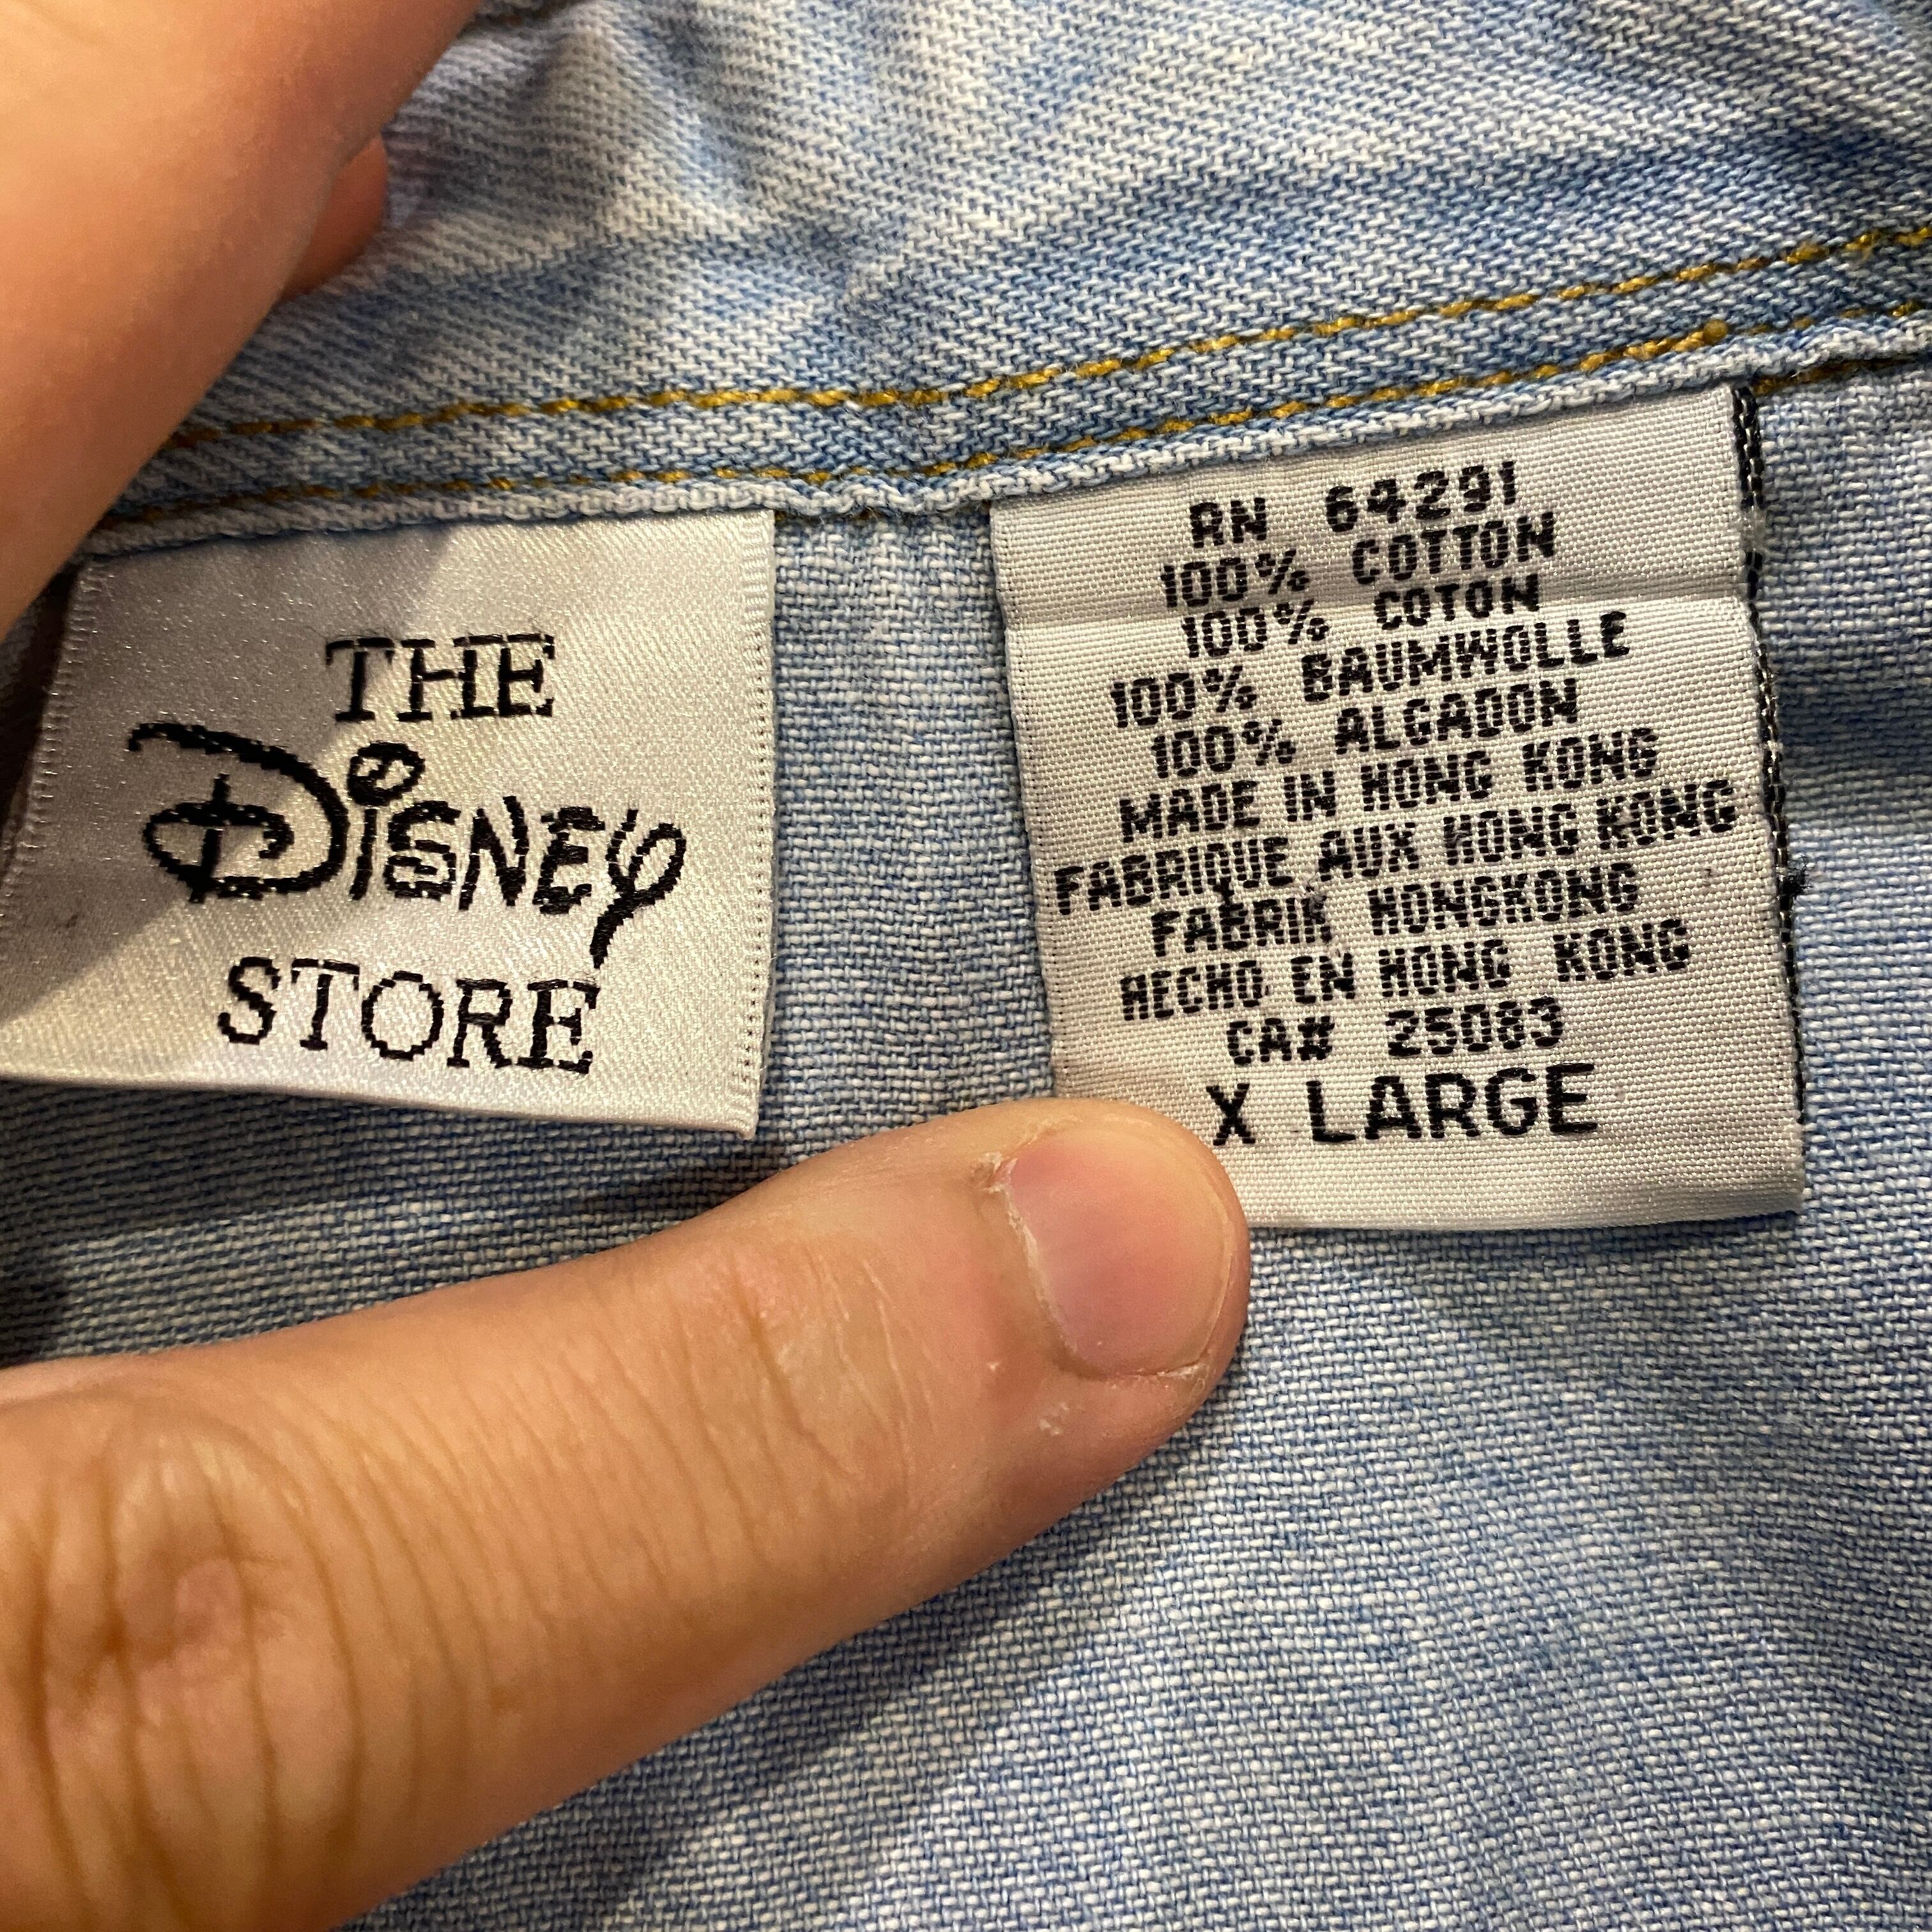 THE
DiSNEY
STORE
RN 64291
100% COTTON
100% COTON
100% BAUMWOLLE
100% ALGADON
MADE IN HONG KONG
FABRIQUE AUX HONG KONG
FABRIK HONGKONG
HECHO EN HONG KONG
CA# 25083
X LARGE